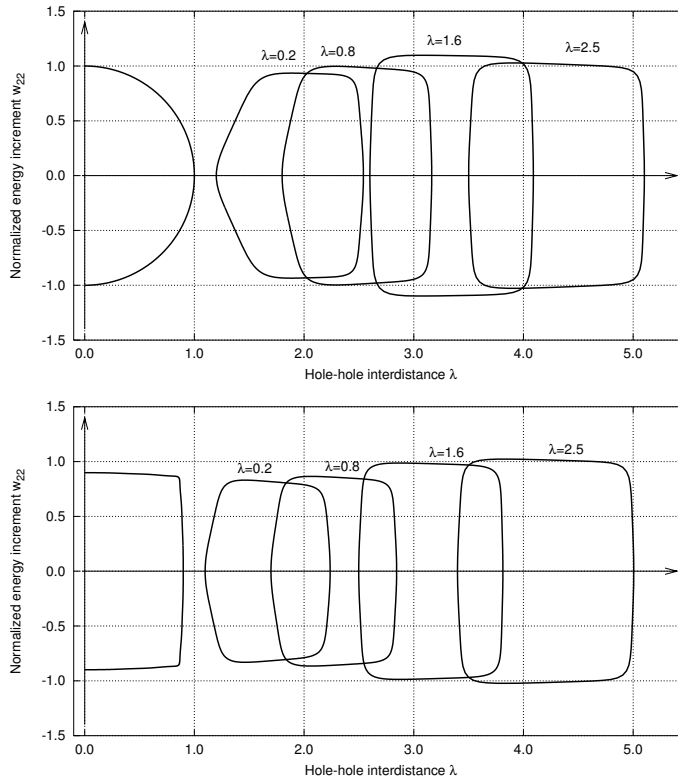 1.5
λ=1.6
λ=0.2
λ=0.8
λ=2.5
1.0
0.5
0.0
-0.5
-1.0
-1.5
Normalized energy increment w22
0.0 1.0 2.0 3.0 4.0 5.0
Hole-hole interdistance λ
1.5
λ=0.2
λ=0.8
λ=1.6
λ=2.5
1.0
0.5
0.0
-0.5
-1.0
-1.5
Normalized energy increment w22
0.0 1.0 2.0 3.0 4.0 5.0
Hole-hole interdistance λ